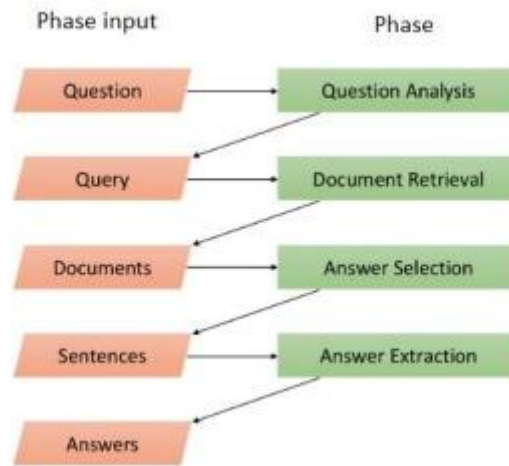 Phase input
Phase
Question
Question Analysis
Query
Document Retrieval
Documents
Answer Selection
Sentences
Answer Extraction
Answers